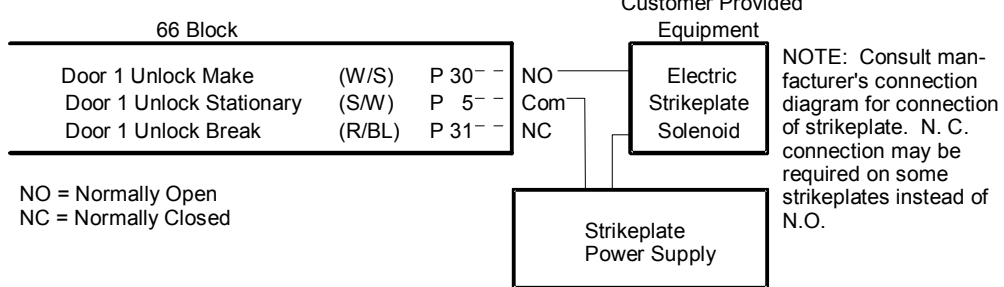 Customer Provided
66 Block
Equipment
Door 1 Unlock Make (W/S) P 30 NO
Door 1 Unlock Stationary (S/W) P 5 Com
Door 1 Unlock Break (R/BL) P 31 NC
Electric
Strikeplate
Solenoid
NOTE: Consult man-
facturer's connection
diagram for connection
of strikeplate. N. C.
connection may be
required on some
strikeplates instead of
N.O.
NO = Normally Open
NC = Normally Closed
Strikeplate
Power Supply